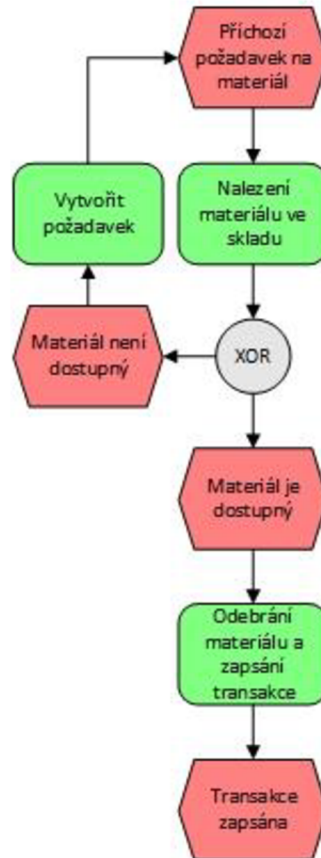 Příchozí
požadavek na
materiál
Vytvořit
požadavek
Nalezení
materiálu ve
skladu
Materiál není
dostupný
XOR
Materiál je
dostupný
Odebrání
materiálu a
zapsání
transakce
Transakce
zapsána